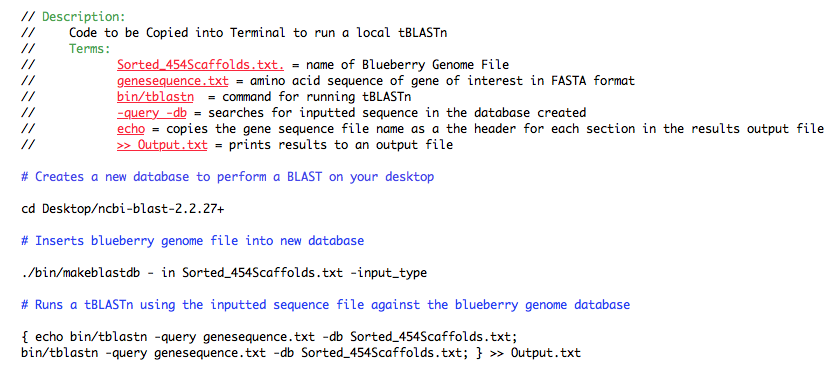 // Description:
// Code to be Copied into Terminal to run a local tBLASTn
// Terms:
// Sorted_454Scaffolds.txt. = name of Blueberry Genome File
// genesequence.txt = amino acid sequence of gene of interest in FASTA format
// bin/tblastn = command for running tBLASTn
// -query -db = searches for inputted sequence in the database created
// echo = copies the gene sequence file name as a the header for each section in the results output file
// >> Output.txt = prints results to an output file
# Creates a new database to perform a BLAST on your desktop
cd Desktop/ncbi-blast-2.2.27+
# Inserts blueberry genome file into new database
./bin/makeblastdb - in Sorted_454Scaffolds.txt -input_type
# Runs a tBLASTn using the inputted sequence file against the blueberry genome database
{ echo bin/tblastn -query genesequence.txt -db Sorted_454Scaffolds.txt;
bin/tblastn -query genesequence.txt -db Sorted_454Scaffolds.txt; } >> Output.txt